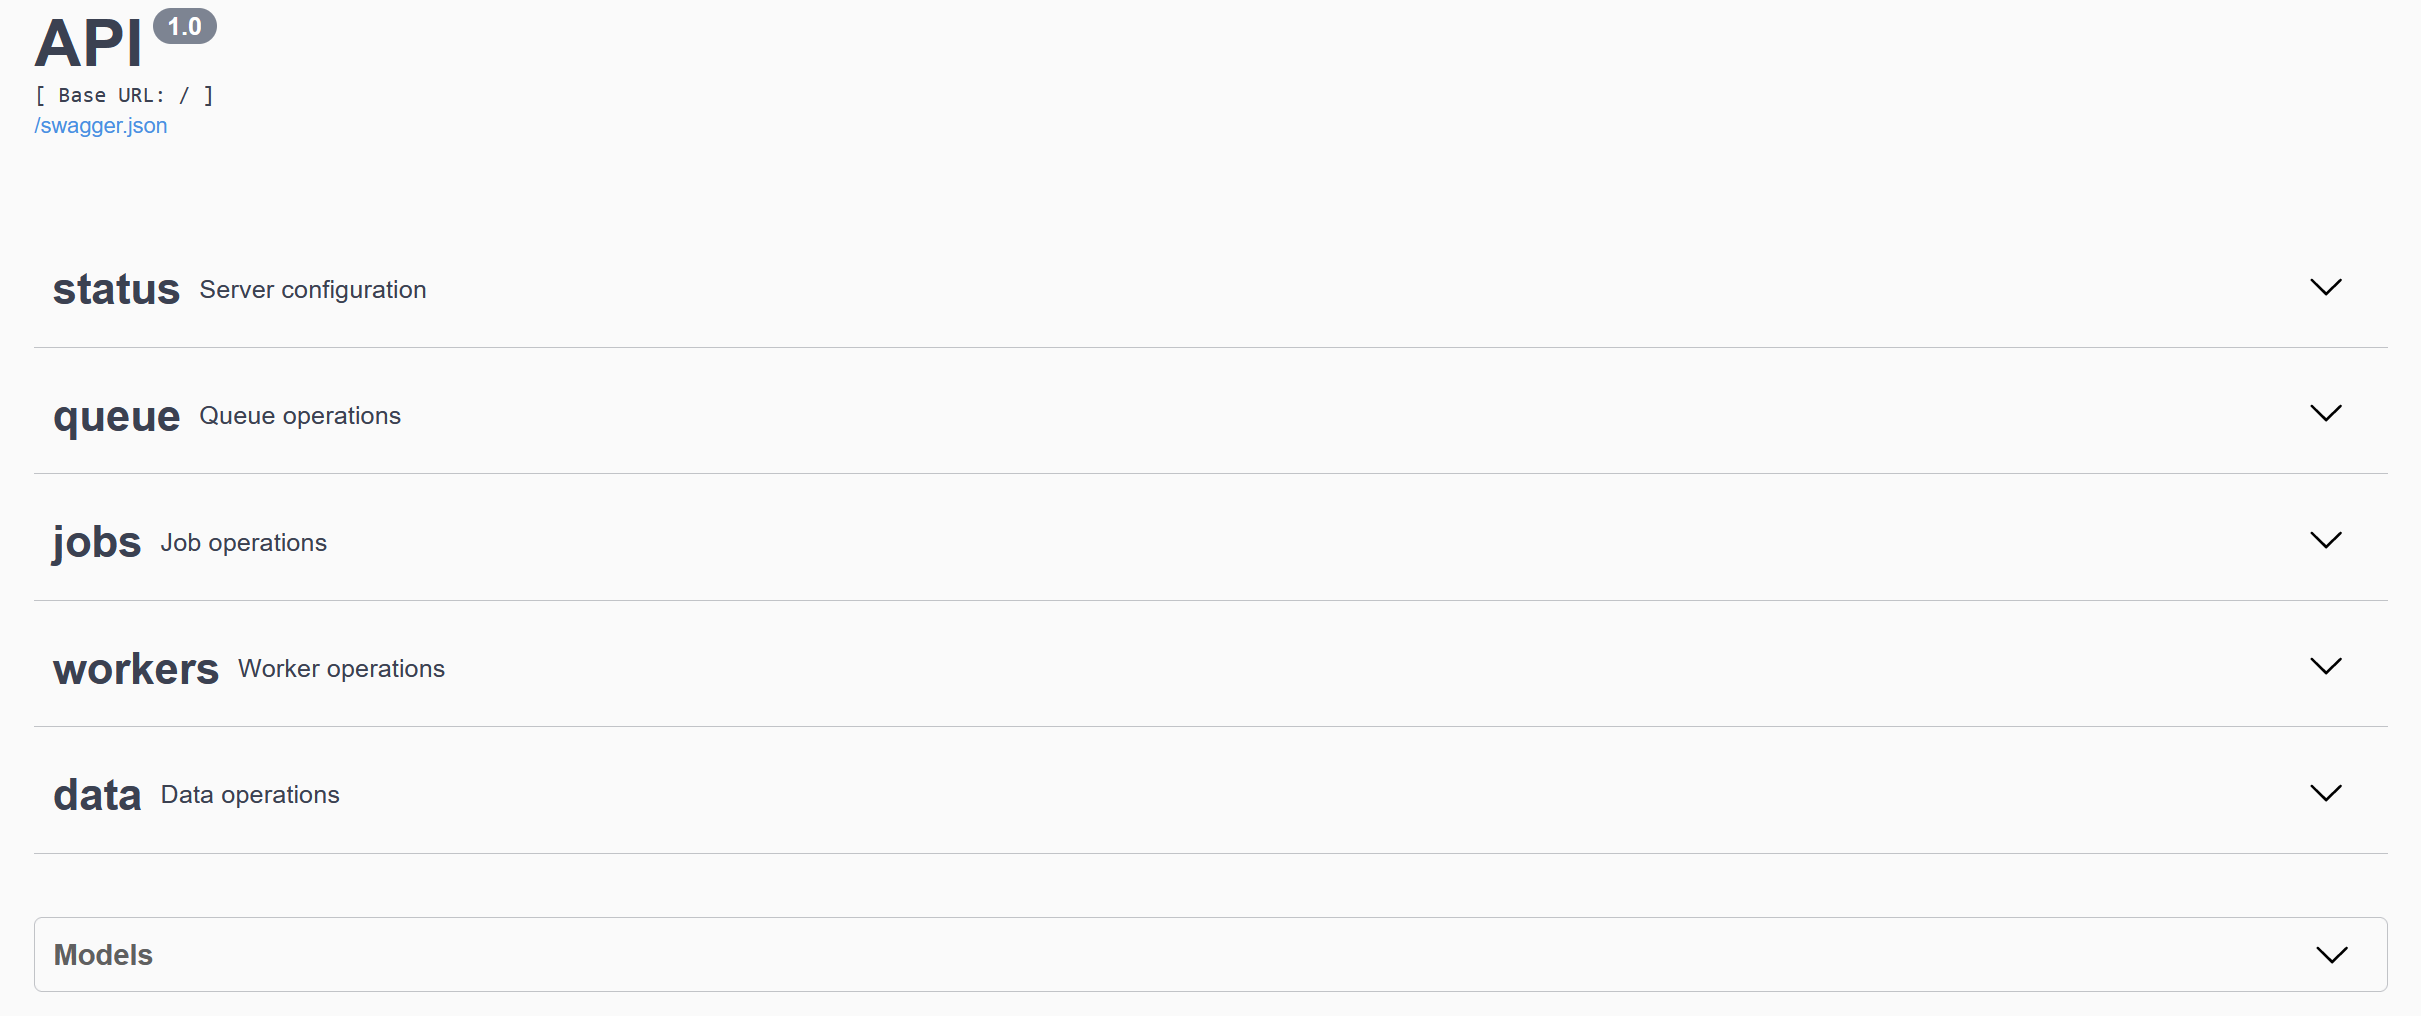 API 1.0
[ Base URL: / ]
/swagger.json
status Server configuration
queue Queue operations
jobs Job operations
workers Worker operations
data Data operations
Models